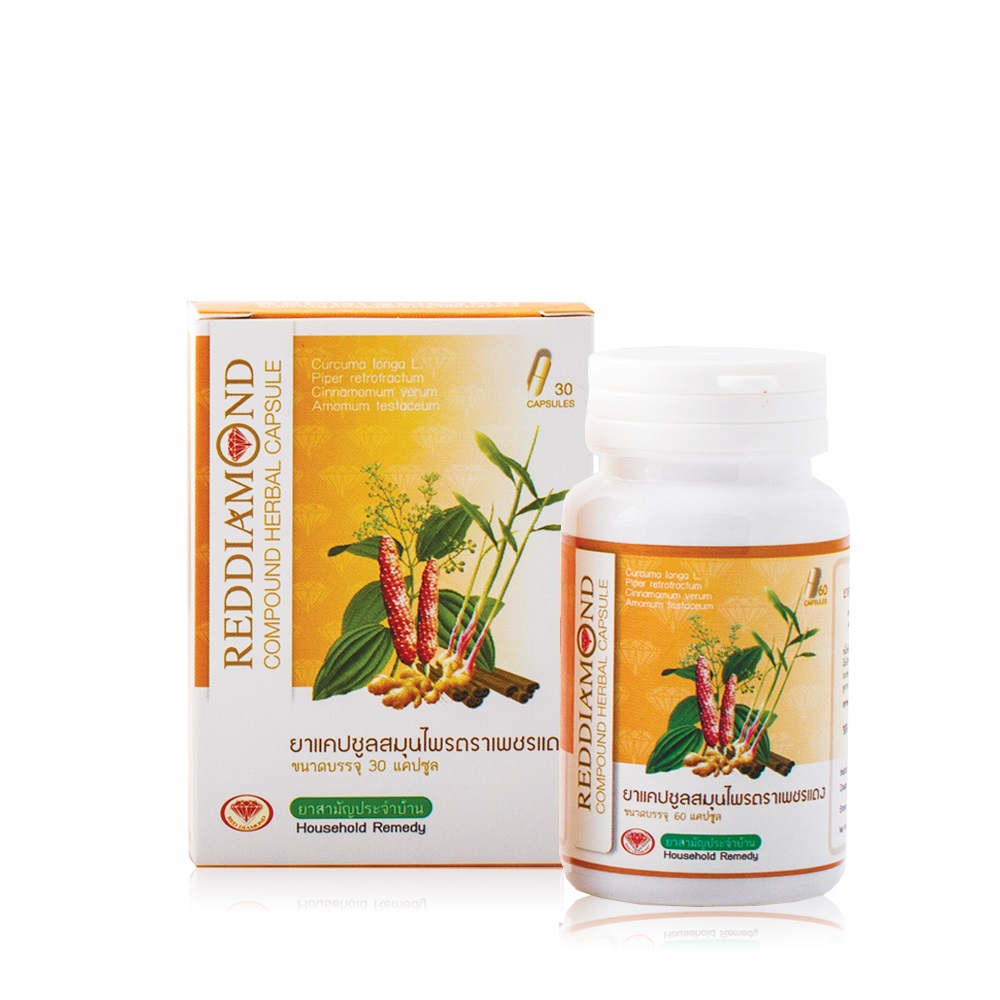 REDDIAMOND
COMPOUND HERBAL CAPSULE
Curcuma longa L.
Piper retrofractum
Cinnamomum verum
Amomum testaceum
30
CAPSULES
ยาแคปซูลสมุนไพรตราเพชรแด
ขนาดบรรจุ 30 แคปซูล
RED DIAMOND
ยาสามัญประจำบ้าน
Household Remedy
REDDIAMOND
COMPOUND HERBAL CAPSULE
Curcuma longa L.
Piper retrofractum
Cinnamomum verum
Amomum testaceum
60
CAPSULES
ยาแคปซูลสมุนไพรตราเพชรแดง
ขนาดบรรจุ 60 แคปซูล
ยาสามัญประจำบ้าน
Household Remedy